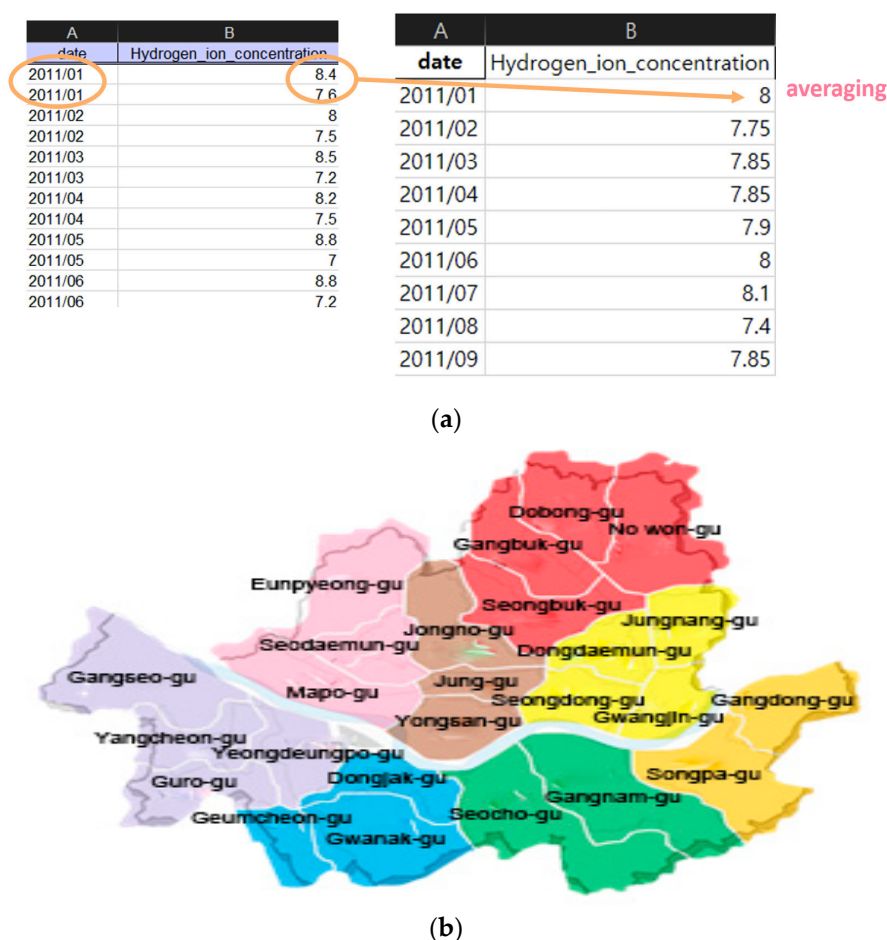 A B
date Hydrogen_ion_concentration
2011/01 8.4
2011/01 7.6
2011/02 8
2011/02 7.5
2011/03 8.5
2011/03 7.2
2011/04 8.2
2011/04 7.5
2011/05 8.8
2011/05 7
2011/06 8.8
2011/06 7.2
A B
date Hydrogen_ion_concentration
2011/01 8
2011/02 7.75
2011/03 7.85
2011/04 7.85
2011/05 7.9
2011/06 8
2011/07 8.1
2011/08 7.4
2011/09 7.85
averaging
(a)
Dobong-gu
No won-gu
Gangbuk-gu
Eunpyeong-gu
Seongbuk-gu
Jungnang-gu
Jongno-gu
Seodaemun-gu
Dongdaemun-gu
Gangseo-gu
Jung-gu
Mapo-gu
Seongdong-gu
Gangdong-gu
Gwangjin-gu
Yongsan-gu
Yangcheon-gu
Yeongdeungpo-gu
Guro-gu
Dongjak-gu
Songpa-gu
Gangnam-gu
Geumcheon-gu
Seocho-gu
Gwanak-gu
(b)